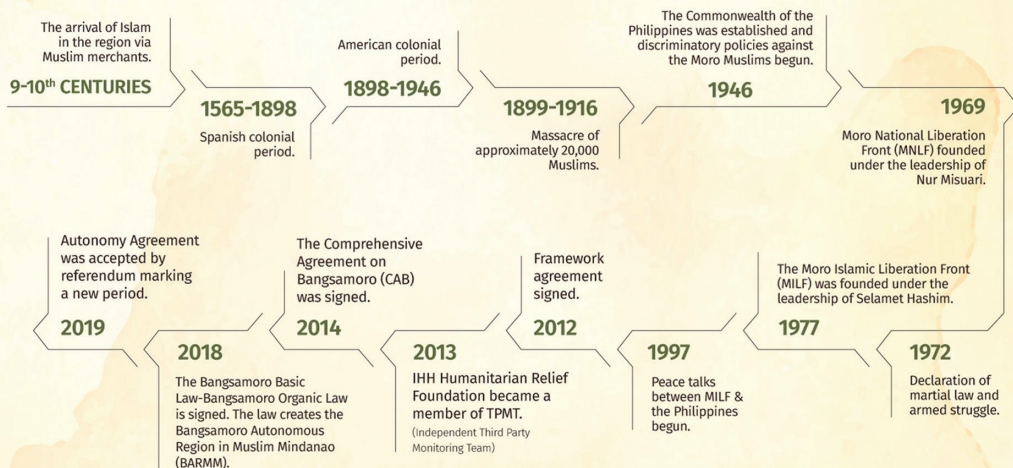 The arrival of Islam
in the region via
Muslim merchants.
9-10th CENTURIES
1565-1898
Spanish colonial
period.
American colonial
period.
1898-1946
1899-1916
Massacre of
approximately 20,000
Muslims.
The Commonwealth of the
Philippines was established and
discriminatory policies against
the Moro Muslims begun.
1946
1969
Moro National Liberation
Front (MNLF) founded
under the leadership of
Nur Misuari.
1972
Declaration of
martial law and
armed struggle.
The Moro Islamic Liberation Front
(MILF) was founded under the
leadership of Selamet Hashim.
1977
1997
Peace talks
between MILF &
the Philippines
begun.
Framework
agreement
signed.
2012
2013
IHH Humanitarian Relief
Foundation became a
member of TPMT.
(Independent Third Party
Monitoring Team)
The Comprehensive
Agreement on
Bangsamoro (CAB)
was signed.
2014
2018
The Bangsamoro Basic
Law-Bangsamoro Organic Law
is signed. The law creates the
Bangsamoro Autonomous
Region in Muslim Mindanao
(BARMM).
Autonomy Agreement
was accepted by
referendum marking
a new period.
2019